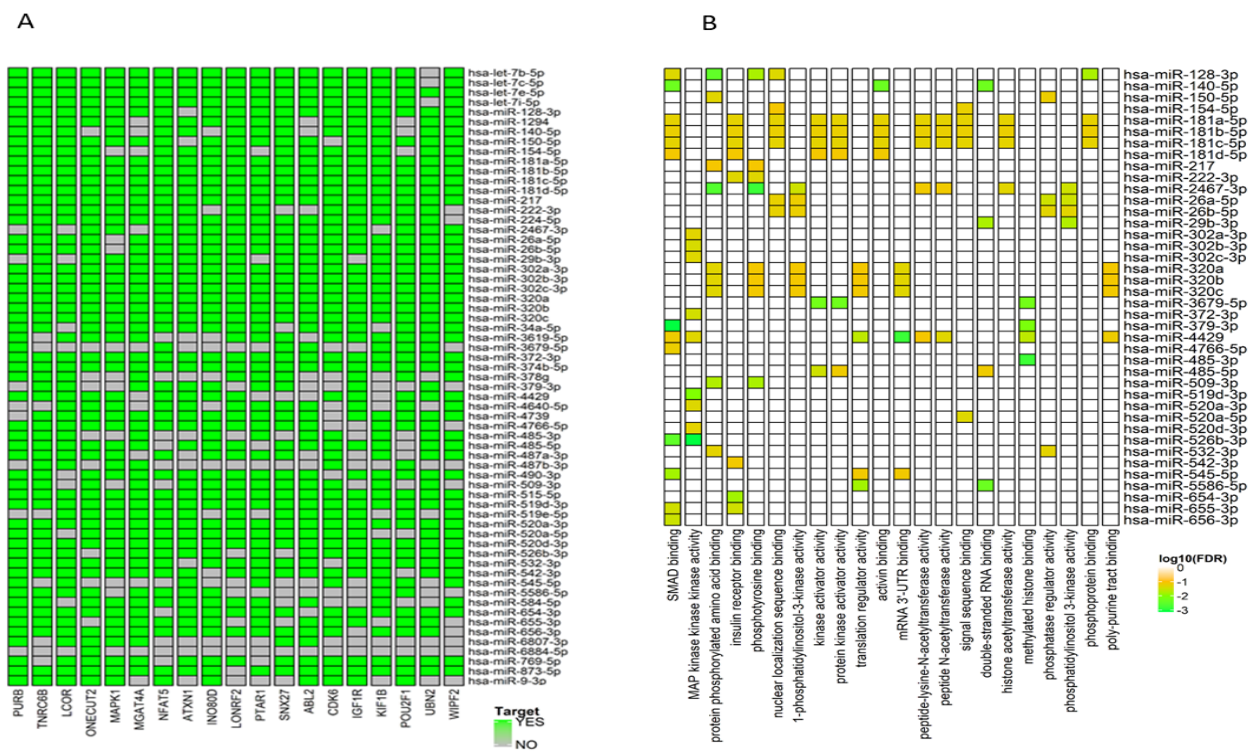 A
B
hsa-let-7b-5p
hsa-let-7c-5p
hsa-let-7e-5p
hsa-let-7i-5p
hsa-miR-128-3p
hsa-miR-1294
hsa-miR-140-5p
hsa-miR-150-5p
hsa-miR-154-5p
hsa-miR-181a-5p
hsa-miR-181b-5p
hsa-miR-181c-5p
hsa-miR-181d-5p
hsa-miR-217
hsa-miR-222-3p
hsa-miR-224-5p
hsa-miR-2467-3p
hsa-miR-26a-5p
hsa-miR-26b-5p
hsa-miR-29b-3p
hsa-miR-302a-3p
hsa-miR-302b-3p
hsa-miR-302c-3p
hsa-miR-320a
hsa-miR-320b
hsa-miR-320c
hsa-miR-34a-5p
hsa-miR-3619-5p
hsa-miR-3679-5p
hsa-miR-372-3p
hsa-miR-374b-5p
hsa-miR-378g
hsa-miR-379-3p
hsa-miR-4429
hsa-miR-4640-5p
hsa-miR-4739
hsa-miR-4766-5p
hsa-miR-485-3p
hsa-miR-485-5p
hsa-miR-487a-3p
hsa-miR-487b-3p
hsa-miR-490-3p
hsa-miR-509-3p
hsa-miR-515-5p
hsa-miR-519d-3p
hsa-miR-519e-5p
hsa-miR-520a-3p
hsa-miR-520a-5p
hsa-miR-520d-3p
hsa-miR-526b-3p
hsa-miR-532-3p
hsa-miR-542-3p
hsa-miR-545-5p
hsa-miR-5586-5p
hsa-miR-584-5p
hsa-miR-654-3p
hsa-miR-655-3p
hsa-miR-656-3p
hsa-miR-6807-3p
hsa-miR-6884-5p
hsa-miR-769-5p
hsa-miR-873-5p
hsa-miR-9-3p
PURB
TNRC6B
LCOR
ONECUT2
MAPK1
MGAT4A
NFAT5
ATXN1
INO80D
LONRF2
PTAR1
SNX27
ABL2
CDK6
IGF1R
KIF1B
POU2F1
UBN2
WIPF2
Target
YES
NO
hsa-miR-128-3p
hsa-miR-140-5p
hsa-miR-150-5p
hsa-miR-154-5p
hsa-miR-181a-5p
hsa-miR-181b-5p
hsa-miR-181c-5p
hsa-miR-181d-5p
hsa-miR-217
hsa-miR-222-3p
hsa-miR-2467-3p
hsa-miR-26a-5p
hsa-miR-26b-5p
hsa-miR-29b-3p
hsa-miR-302a-3p
hsa-miR-302b-3p
hsa-miR-302c-3p
hsa-miR-320a
hsa-miR-320b
hsa-miR-320c
hsa-miR-3679-5p
hsa-miR-372-3p
hsa-miR-379-3p
hsa-miR-4429
hsa-miR-4766-5p
hsa-miR-485-3p
hsa-miR-485-5p
hsa-miR-509-3p
hsa-miR-519d-3p
hsa-miR-520a-3p
hsa-miR-520a-5p
hsa-miR-520d-3p
hsa-miR-526b-3p
hsa-miR-532-3p
hsa-miR-542-3p
hsa-miR-545-5p
hsa-miR-5586-5p
hsa-miR-654-3p
hsa-miR-655-3p
hsa-miR-656-3p
SMAD binding
MAP kinase kinase activity
protein phosphorylated amino acid binding
insulin receptor binding
phosphotyrosine binding
nuclear localization sequence binding
1-phosphatidylinositol-3-kinase activity
kinase activator activity
protein kinase activator activity
translation regulator activity
activin binding
mRNA 3'-UTR binding
peptide-lysine-N-acetyltransferase activity
peptide N-acetyltransferase activity
signal sequence binding
double-stranded RNA binding
histone acetyltransferase activity
methylated histone binding
phosphatase regulator activity
phosphatidylinositol 3-kinase activity
phosphoprotein binding
poly-purine tract binding
log10(FDR)
0
-1
-2
-3